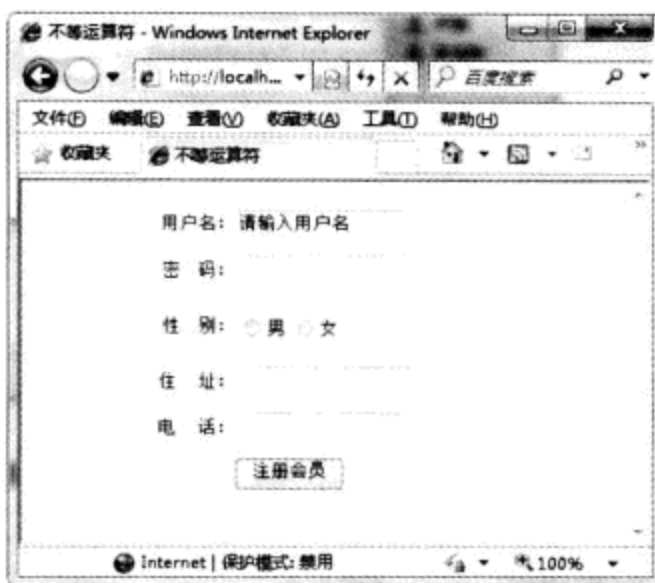 不等运算符 - Windows Internet Explorer
http://localh... 百度搜索
文件(F) 编辑(E) 查看(V) 收藏夹(A) 工具(T) 帮助(H)
收藏夹 不等运算符 »
用户名: 请输入用户名
密 码:
性 别: 男 女
住 址:
电 话:
注册会员
Internet | 保护模式: 禁用 100%